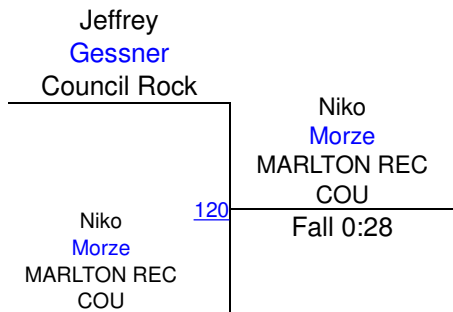 Jeffrey
Gessner
Council Rock
Niko
Morze
MARLTON REC
COU
120
Fall 0:28
Niko
Morze
MARLTON REC
COU